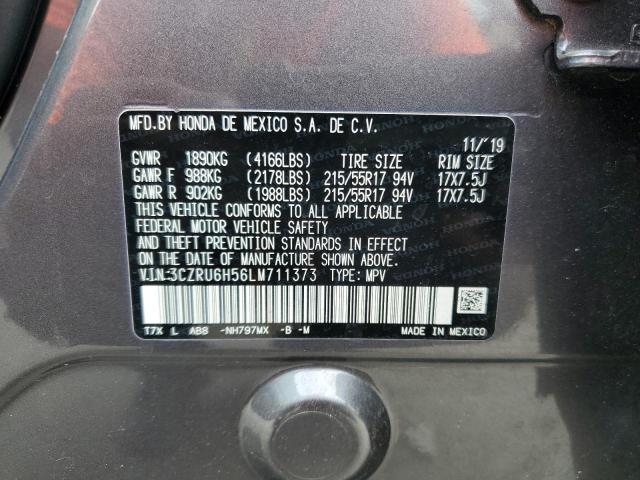 MFD.BY HONDA DE MEXICO S.A. DE C.V.
11/'19
GVWR 1890KG (4166LBS) TIRE SIZE RIM SIZE
GAWR F 988KG (2178LBS) 215/55R17 94V 17X7.5J
GAWR R 902KG (1988LBS) 215/55R17 94V 17X7.5J
THIS VEHICLE CONFORMS TO ALL APPLICABLE
FEDERAL MOTOR VEHICLE SAFETY
AND THEFT PREVENTION STANDARDS IN EFFECT
ON THE DATE OF MANUFACTURE SHOWN ABOVE.
V.I.N:3CZRU6H56LM711373 TYPE: MPV
T7X L AB8 -NH797MX -B -M
MADE IN MEXICO